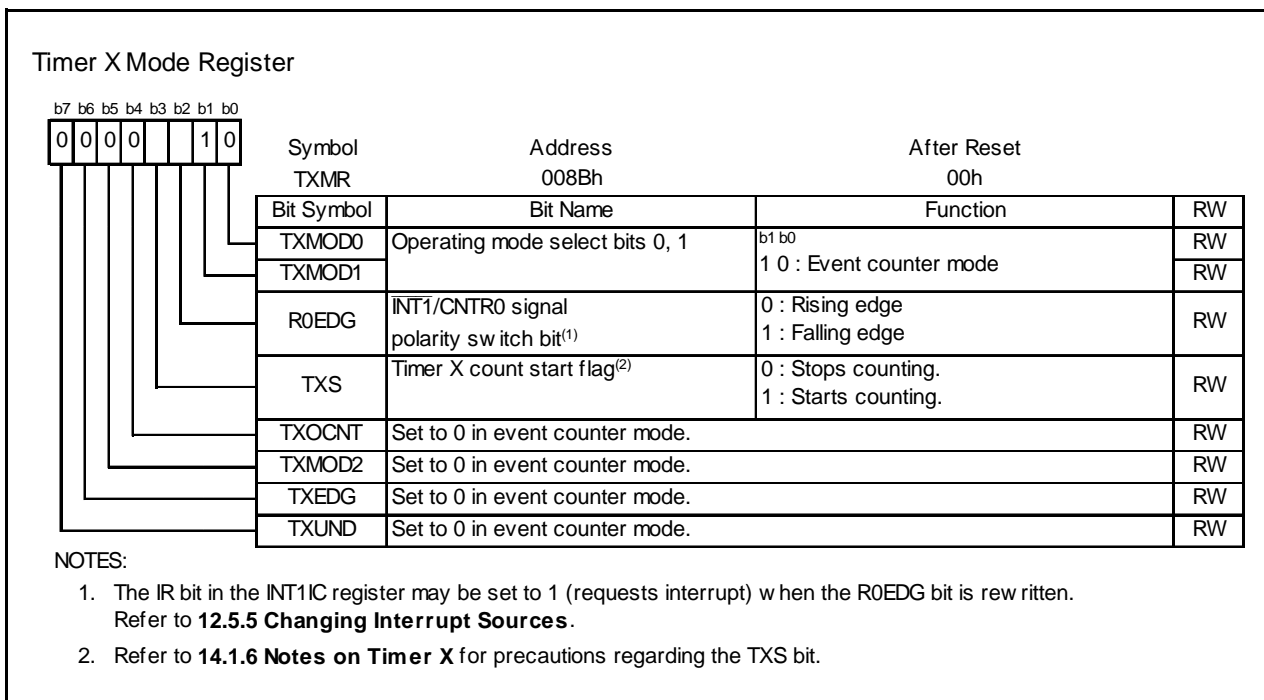 Timer X Mode Register
b7 b6 b5 b4 b3 b2 b1 b0
0 0 0 0 1 0
Symbol Address After Reset
TXMR 008Bh 00h
Bit Symbol Bit Name Function RW
TXMOD0 Operating mode select bits 0, 1 b1 b0 RW
TXMOD1 1 0 : Event counter mode RW
R0EDG INT1/CNTR0 signal polarity switch bit(1) 0 : Rising edge RW
1 : Falling edge
TXS Timer X count start flag(2) 0 : Stops counting. RW
1 : Starts counting.
TXOCNT Set to 0 in event counter mode. RW
TXMOD2 Set to 0 in event counter mode. RW
TXEDG Set to 0 in event counter mode. RW
TXUND Set to 0 in event counter mode. RW
NOTES:
1. The IR bit in the INT1IC register may be set to 1 (requests interrupt) when the R0EDG bit is rewritten.
Refer to 12.5.5 Changing Interrupt Sources.
2. Refer to 14.1.6 Notes on Timer X for precautions regarding the TXS bit.